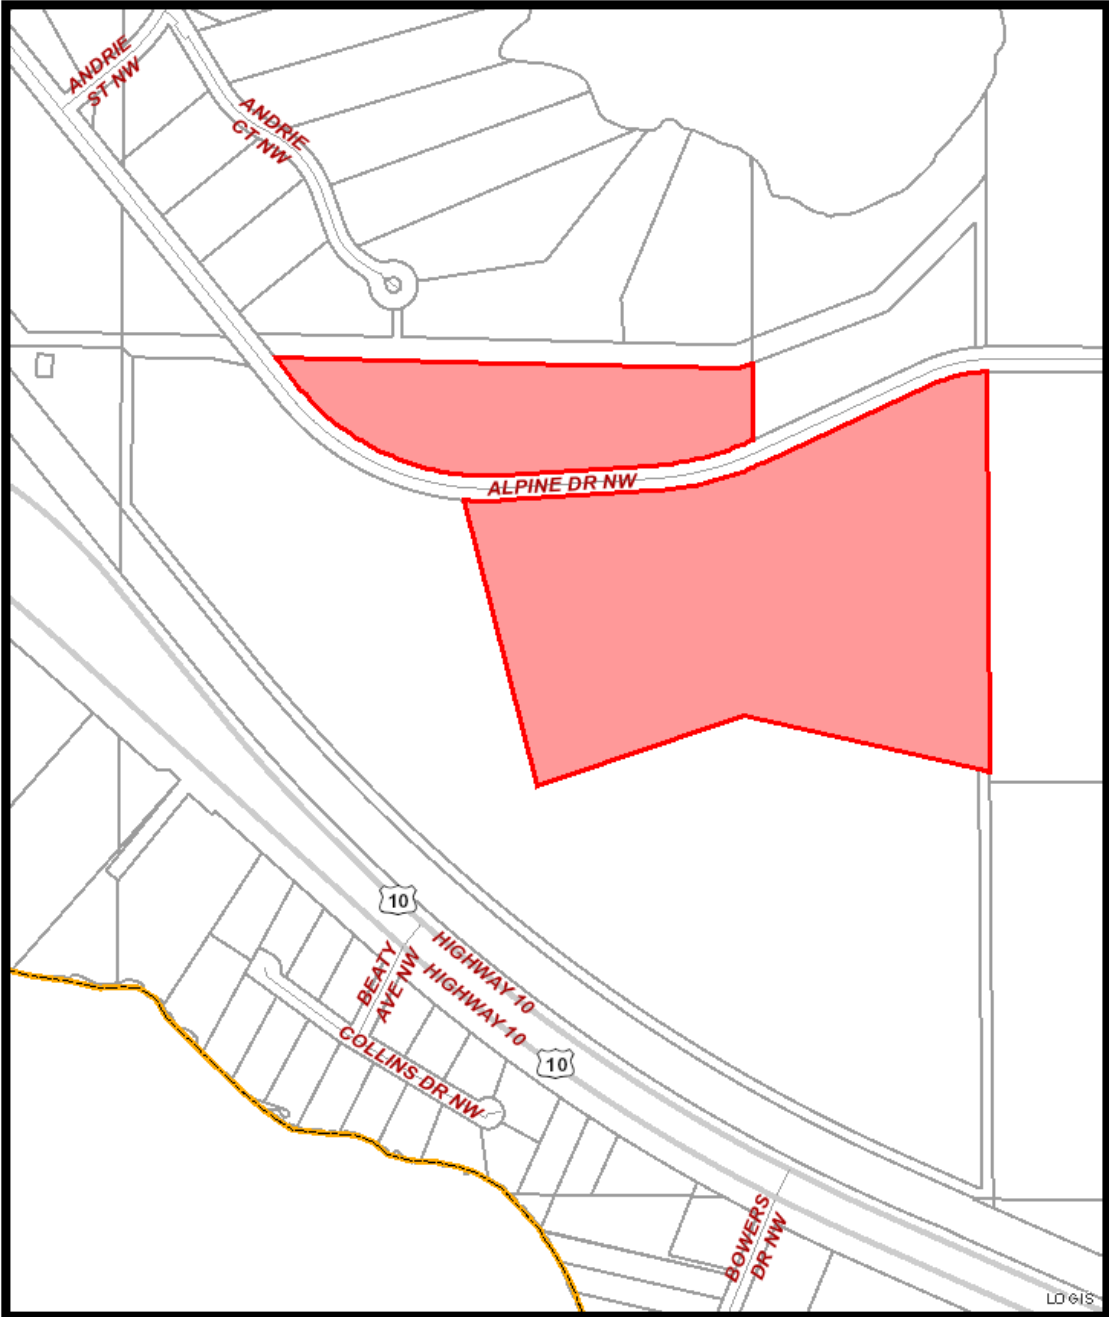 ANDRIE
ST NW
ANDRIE
CT NW
ALPINE DR NW
10
HIGHWAY 10
HIGHWAY 10
BEATY
AVE NW
COLLINS DR NW
10
BOWERS
DR NW
LOGIS